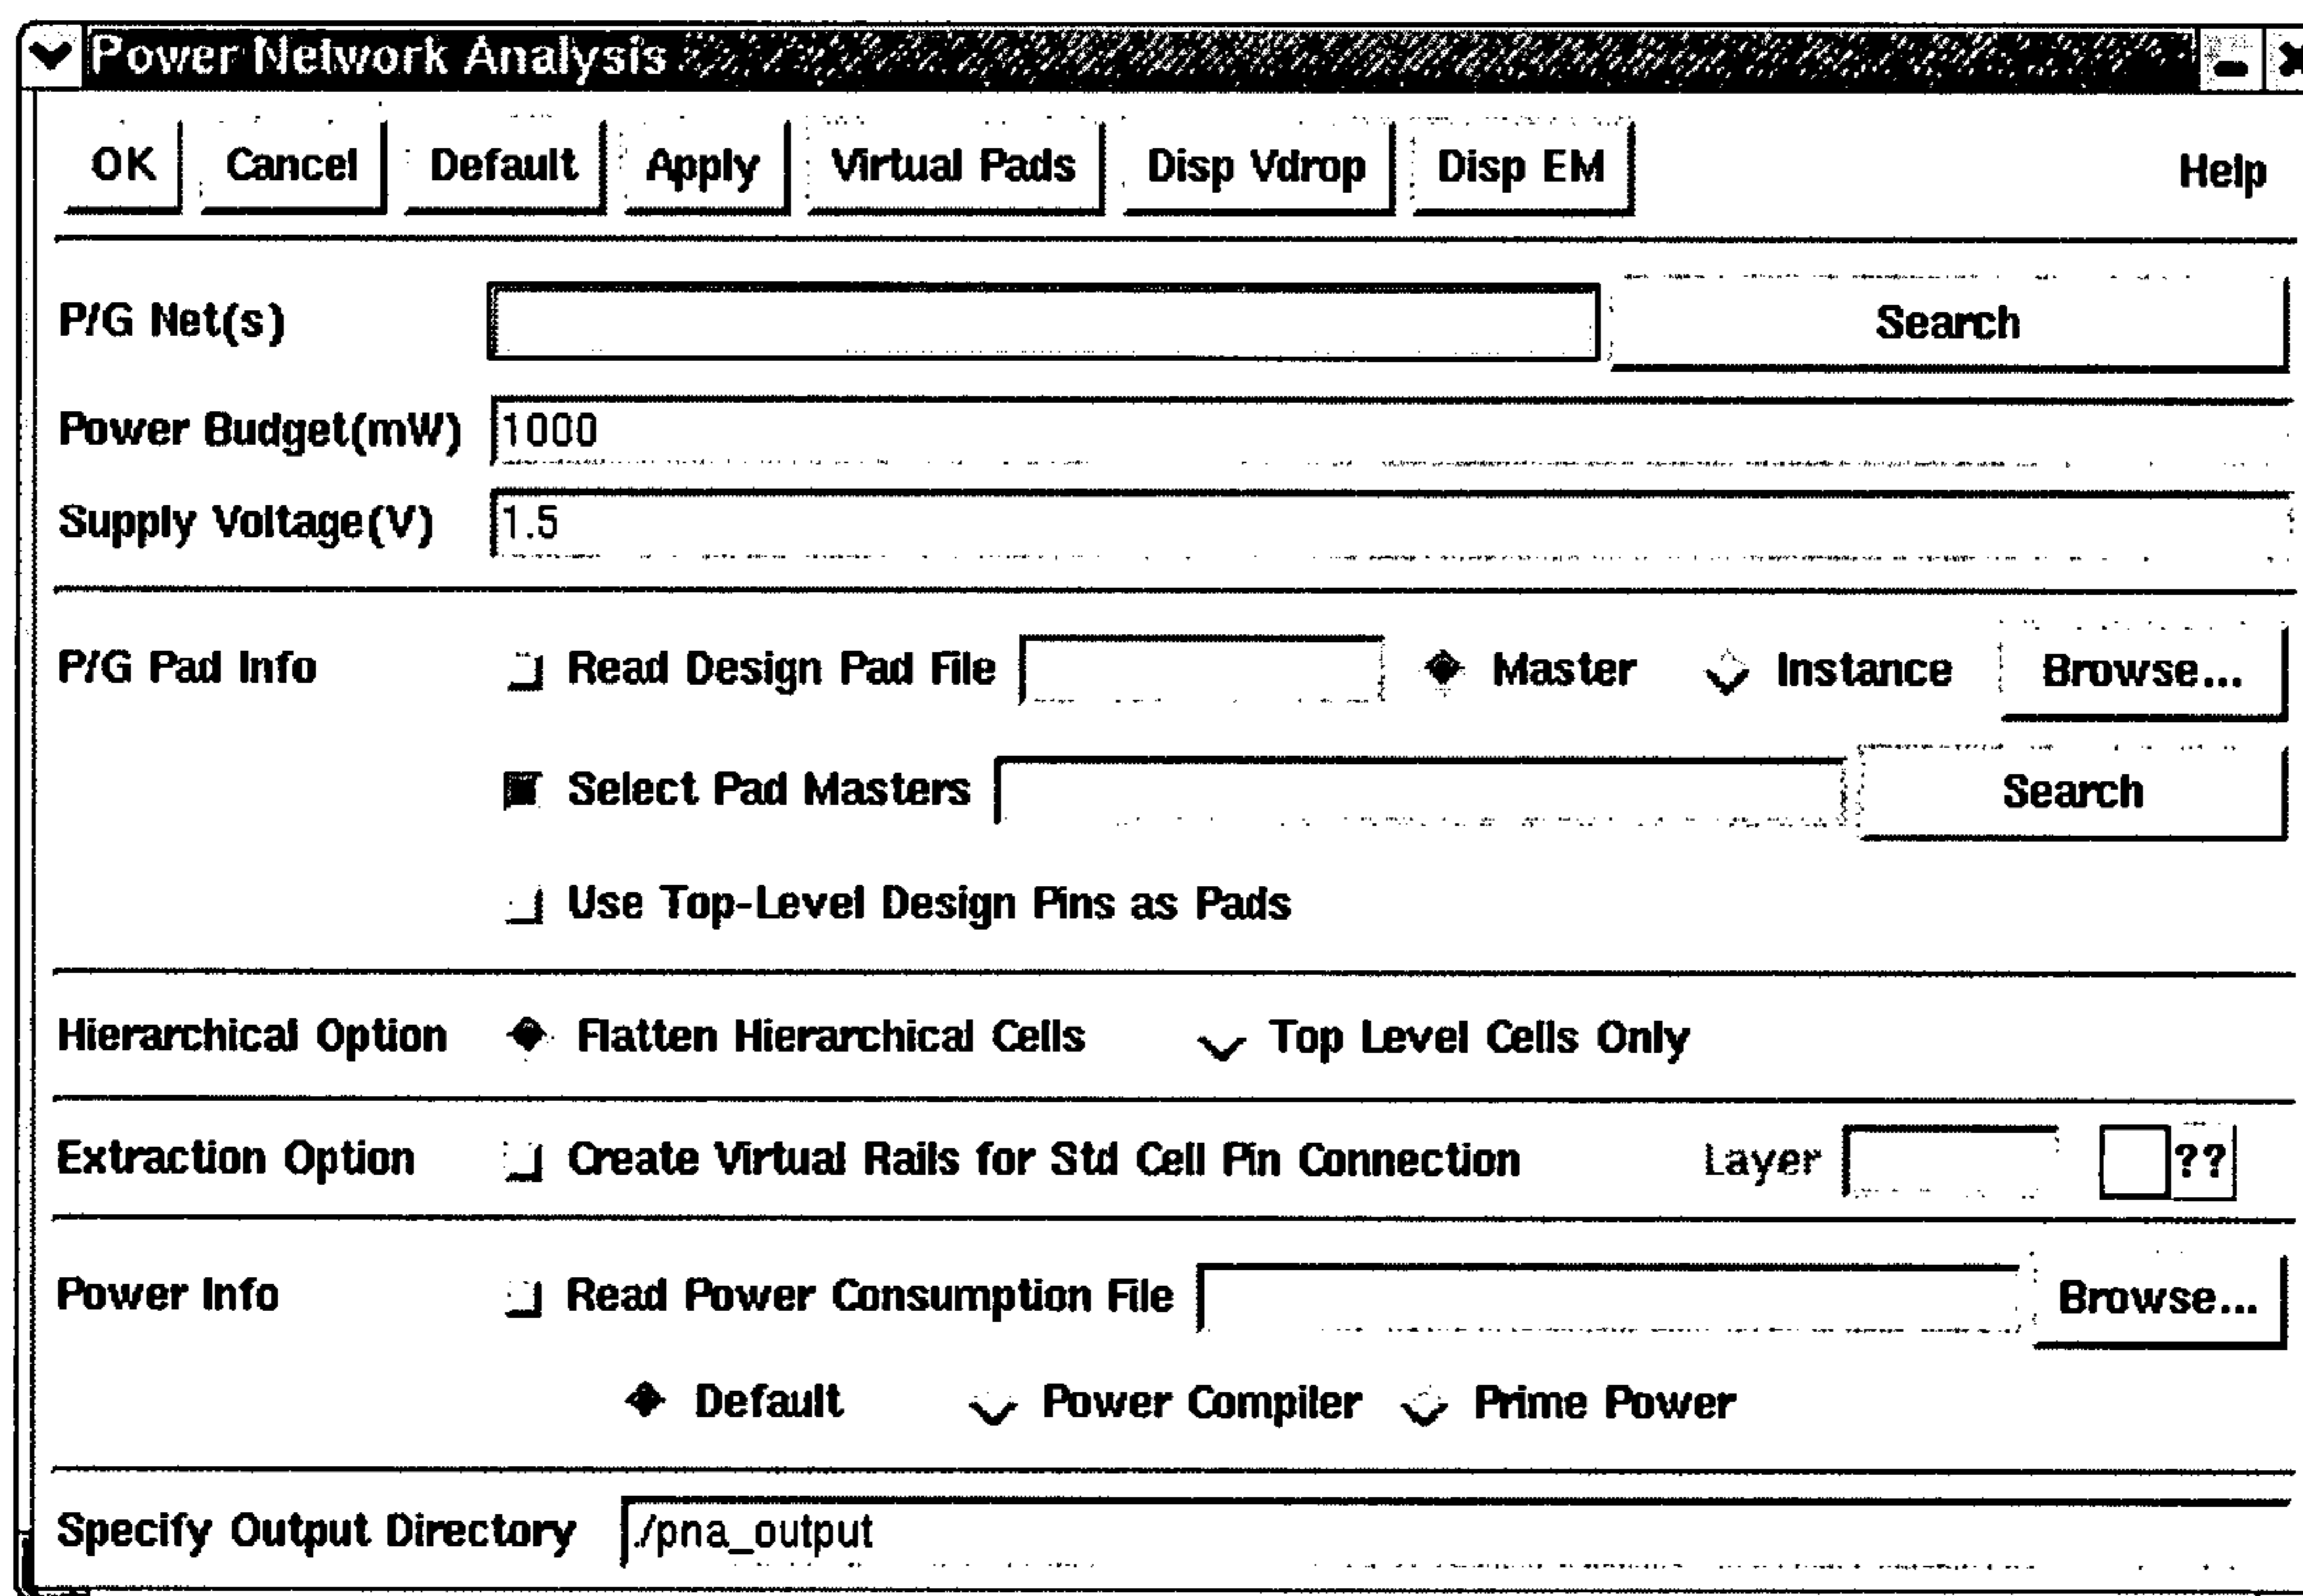 Power Network Analysis
OK Cancel Default Apply Virtual Pads Disp Vdrop Disp EM Help
P/G Net(s) Search
Power Budget(mW) 1000
Supply Voltage(V) 1.5
P/G Pad Info Read Design Pad File Master Instance Browse...
Select Pad Masters Search
Use Top-Level Design Pins as Pads
Hierarchical Option Flatten Hierarchical Cells Top Level Cells Only
Extraction Option Create Virtual Rails for Std Cell Pin Connection Layer ??
Power Info Read Power Consumption File Browse...
Default Power Compiler Prime Power
Specify Output Directory ./pna_output